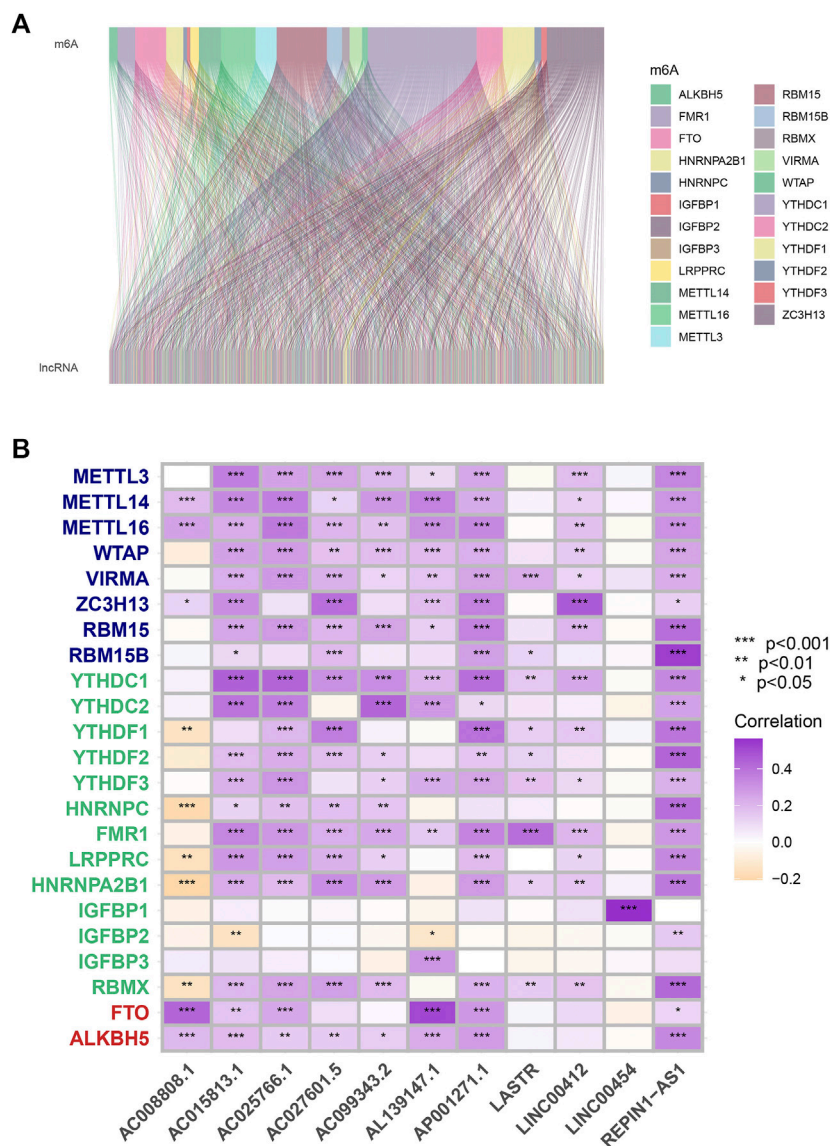 A
m6A
lncRNA
m6A
ALKBH5
FMR1
FTO
HNRNPA2B1
HNRNPC
IGFBP1
IGFBP2
IGFBP3
LRPPRC
METTL14
METTL16
METTL3
RBM15
RBM15B
RBMX
VIRMA
WTAP
YTHDC1
YTHDC2
YTHDF1
YTHDF2
YTHDF3
ZC3H13
B
METTL3 *** *** *** *** * *** *** ***
METTL14 *** *** *** * *** *** *** * ***
METTL16 *** *** *** *** ** *** *** ** ***
WTAP *** *** ** *** *** *** ** ***
VIRMA *** *** *** * ** *** *** * ***
ZC3H13 * *** *** *** *** *** *
RBM15 *** *** *** *** * *** *** ***
RBM15B * *** *** * ***
YTHDC1 *** *** *** *** *** *** ** *** ***
YTHDC2 *** *** *** *** * ***
YTHDF1 ** *** *** *** * ** ***
YTHDF2 *** *** *** * ** * ***
YTHDF3 *** *** * *** *** ** * ***
HNRNPC *** * ** ** ** ***
FMR1 *** *** *** *** ** *** *** *** ***
LRPPRC ** *** *** *** * *** * ***
HNRNPA2B1 *** *** *** *** *** *** * ** ***
IGFBP1 ***
IGFBP2 ** * **
IGFBP3 ***
RBMX ** *** *** *** *** *** ** ** ***
FTO *** ** *** *** *** *
ALKBH5 *** *** ** ** * *** *** ***
AC008808.1
AC015813.1
AC025766.1
AC027601.5
AC099343.2
AL139147.1
AP001271.1
LASTR
LINC00412
LINC00454
REPIN1-AS1
*** p<0.001
** p<0.01
* p<0.05
Correlation
0.4
0.2
0.0
−0.2